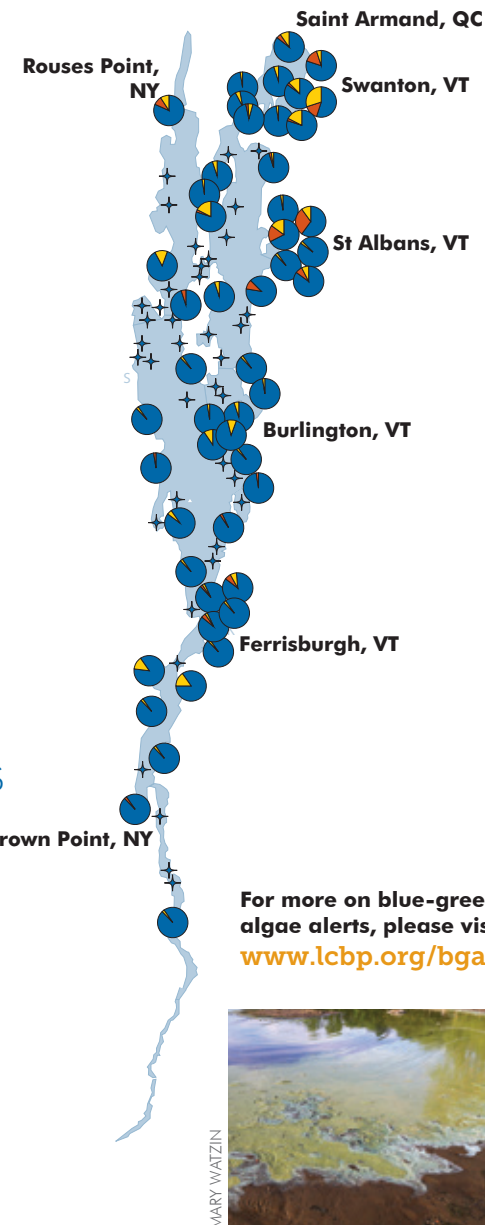 Saint Armand, QC
Rouses Point,
NY
Swanton, VT
St Albans, VT
S
Burlington, VT
Ferrisburgh, VT
S
rown Point, NY
For more on blue-gree
algae alerts, please vis
www.lcbp.org/bga
MARY WATZIN